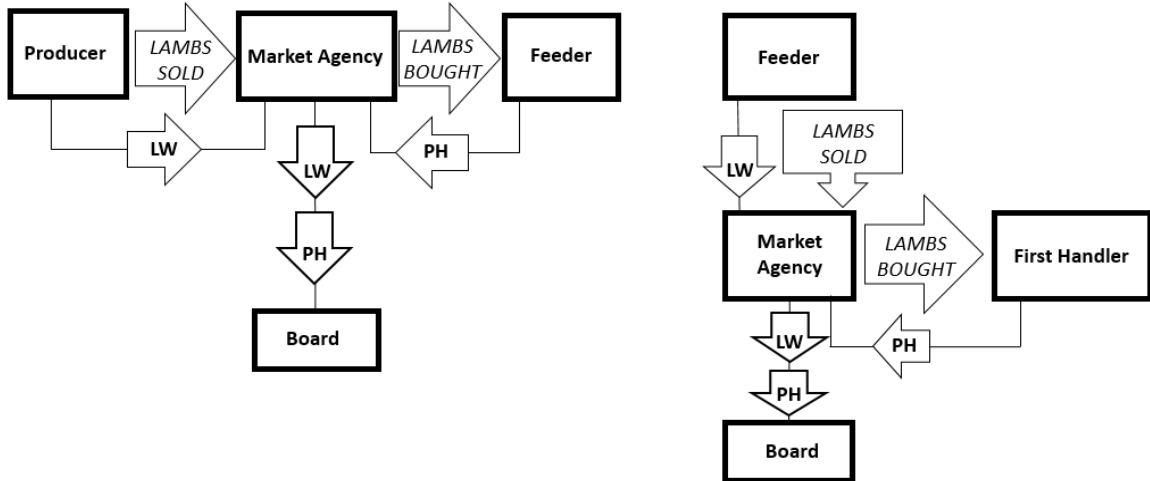 Producer
LAMBS
SOLD
Market Agency
LAMBS
BOUGHT
Feeder
LW
LW
PH
PH
Board
Feeder
LW
LAMBS
SOLD
Market
Agency
LAMBS
BOUGHT
First Handler
LW
PH
PH
Board